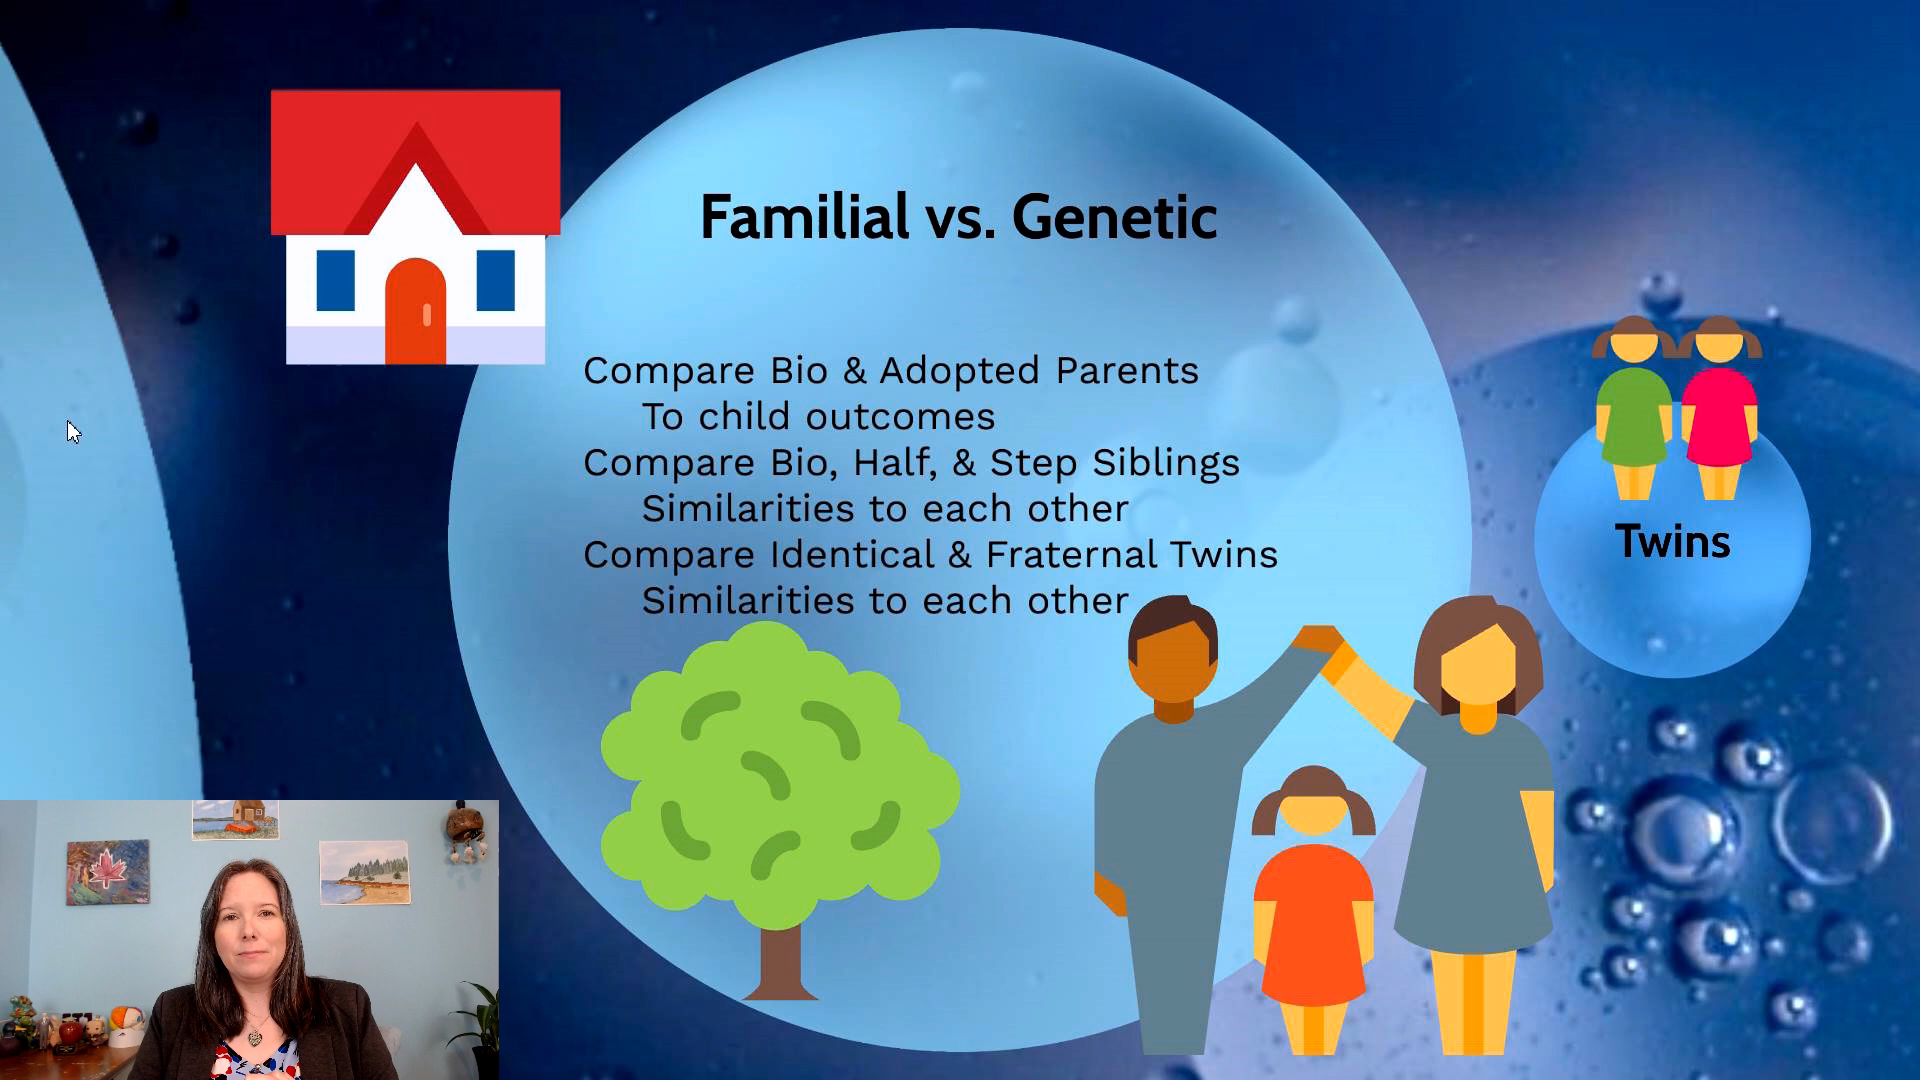 Familial vs. Genetic
Compare Bio & Adopted Parents
To child outcomes
Compare Bio, Half, & Step Siblings
Similarities to each other
Compare Identical & Fraternal Twins
Similarities to each other
Twins